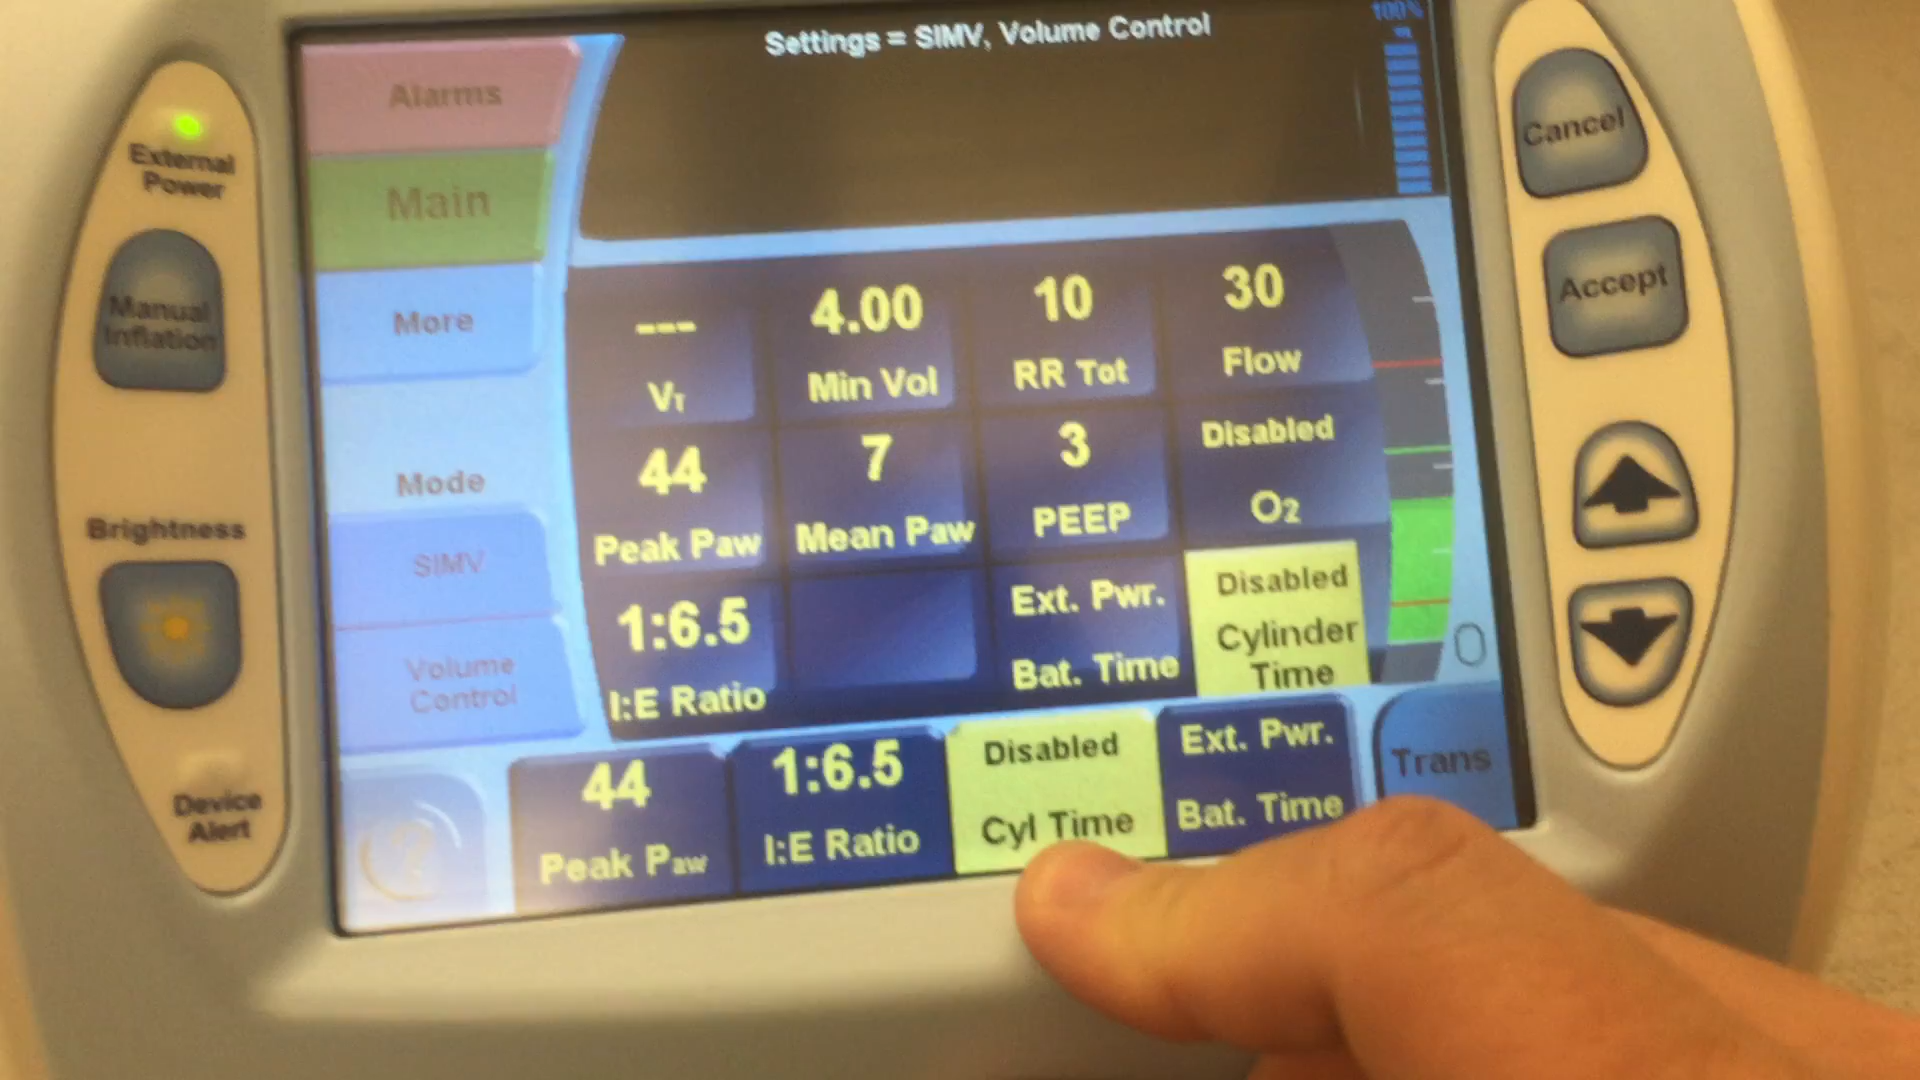 Settings = SIMV, Volume Control
100%
Alarms
Main
More
Mode
SIMV
Volume
Control
External
Power
Manual
Inflation
Brightness
Device
Alert
---
VT
4.00
Min Vol
10
RR Tot
30
Flow
44
Peak Paw
7
Mean Paw
3
PEEP
Disabled
O2
1:6.5
I:E Ratio
Ext. Pwr.
Bat. Time
Disabled
Cylinder
Time
0
?
44
Peak Paw
1:6.5
I:E Ratio
Disabled
Cyl Time
Ext. Pwr.
Bat. Time
Trans
Cancel
Accept